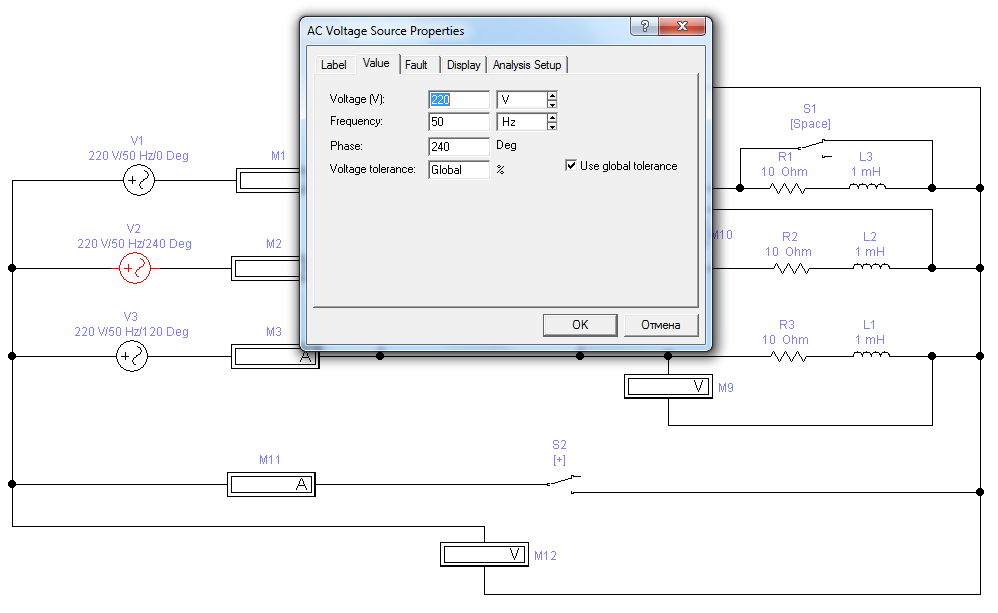 AC Voltage Source Properties
?
Label Value Fault Display Analysis Setup
Voltage (V): 220 V
Frequency: 50 Hz
Phase: 240 Deg
Voltage tolerance: Global %
Use global tolerance
OK Отмена
V1
220 V/50 Hz/0 Deg
M1
S1
[Space]
R1 L3
10 Ohm 1 mH
V2
220 V/50 Hz/240 Deg
M2
M10
R2 L2
10 Ohm 1 mH
V3
220 V/50 Hz/120 Deg
M3
A
R3 L1
10 Ohm 1 mH
V M9
M11
A
S2
[+]
V M12